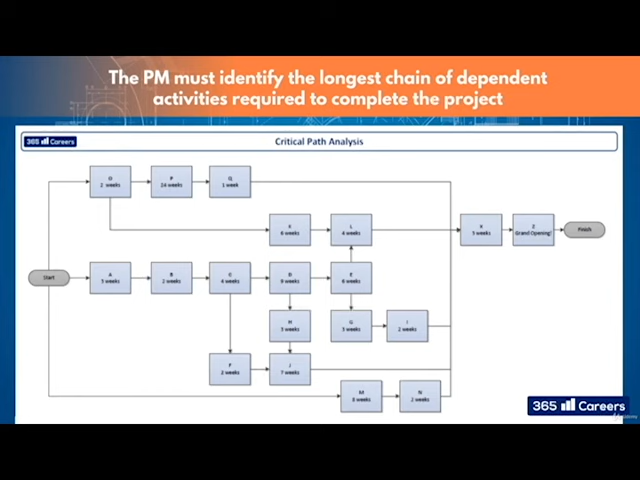 The PM must identify the longest chain of dependent
activities required to complete the project
365 Careers
Critical Path Analysis
O
2 weeks
P
24 weeks
Q
1 week
6 weeks
L
4 weeks
5 weeks
Z
Grand Opening!
Finish
Start
A
3 weeks
B
2 weeks
C
4 weeks
D
9 weeks
E
6 weeks
H
3 weeks
G
3 weeks
I
2 weeks
F
2 weeks
J
7 weeks
M
N
2 weeks
365 Careers